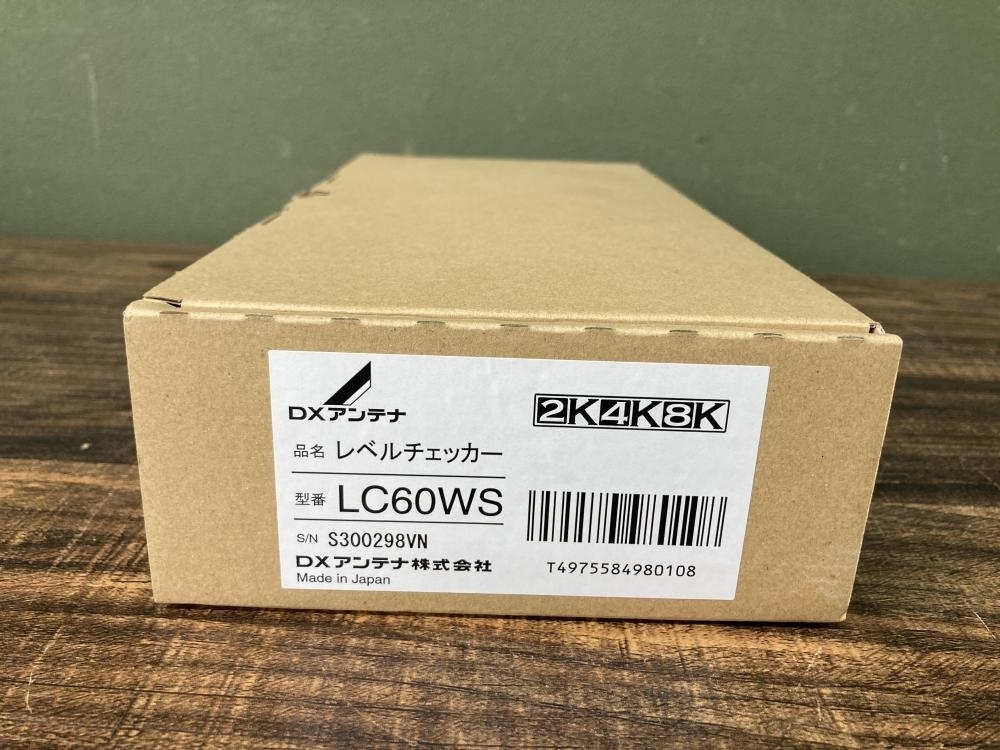 DXアンテナ
2K4K8K
品名 レベルチェッカー
型番 LC60WS
S/N S300298VN
DXアンテナ株式会社
Made in Japan
T4975584980108